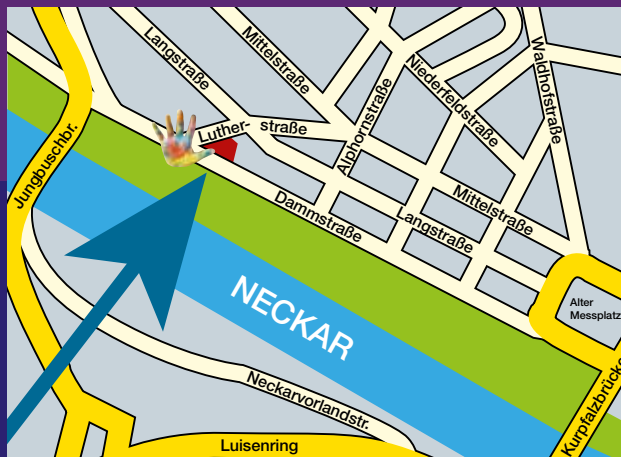 Langstraße
Mittelstraße
Waldhofstraße
Niederfeldstraße
Alphornstraße
Luther- straße
Jungbuschbr.
Mittelstraße
Dammstraße
Langstraße
Alter
Messplatz
NECKAR
Neckarvorlandstr.
Kurpfalzbrücke
Luisenring